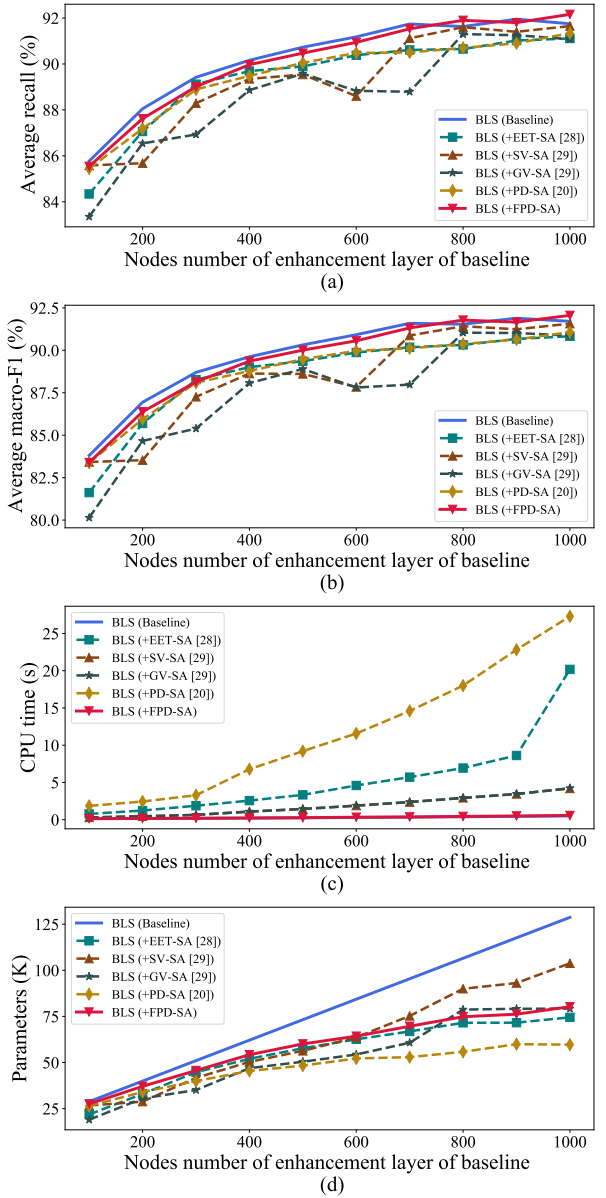 92
90
88
86
84
Average recall (%)
BLS (Baseline)
BLS (+EET-SA [28])
BLS (+SV-SA [29])
BLS (+GV-SA [29])
BLS (+PD-SA [20])
BLS (+FPD-SA)
200 400 600 800 1000
Nodes number of enhancement layer of baseline
(a)
92.5
90.0
87.5
85.0
82.5
80.0
Average macro-F1 (%)
BLS (Baseline)
BLS (+EET-SA [28])
BLS (+SV-SA [29])
BLS (+GV-SA [29])
BLS (+PD-SA [20])
BLS (+FPD-SA)
200 400 600 800 1000
Nodes number of enhancement layer of baseline
(b)
25
20
15
10
5
0
CPU time (s)
BLS (Baseline)
BLS (+EET-SA [28])
BLS (+SV-SA [29])
BLS (+GV-SA [29])
BLS (+PD-SA [20])
BLS (+FPD-SA)
200 400 600 800 1000
Nodes number of enhancement layer of baseline
(c)
125
100
75
50
25
Parameters (K)
BLS (Baseline)
BLS (+EET-SA [28])
BLS (+SV-SA [29])
BLS (+GV-SA [29])
BLS (+PD-SA [20])
BLS (+FPD-SA)
200 400 600 800 1000
Nodes number of enhancement layer of baseline
(d)